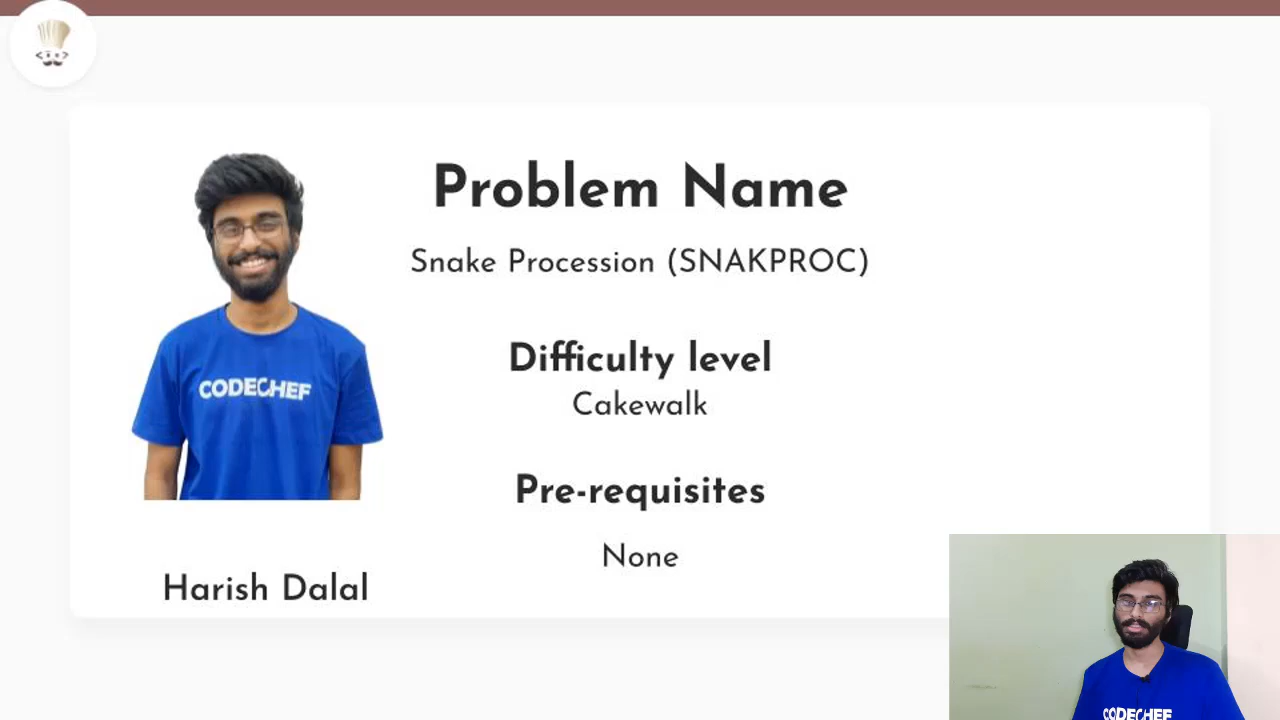 Problem Name
Snake Procession (SNAKPROC)
Difficulty level
Cakewalk
Pre-requisites
None
Harish Dalal
CODECHEF
CODECHEF